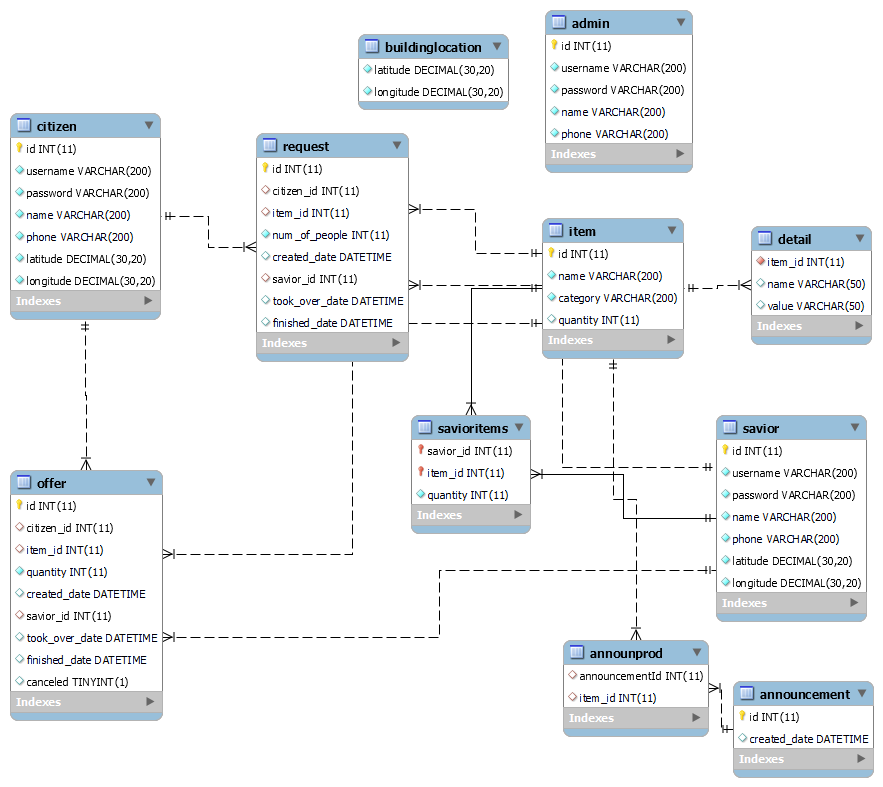 buildinglocation
latitude DECIMAL(30,20)
longitude DECIMAL(30,20)
admin
id INT(11)
username VARCHAR(200)
password VARCHAR(200)
name VARCHAR(200)
phone VARCHAR(200)
Indexes
citizen
id INT(11)
username VARCHAR(200)
password VARCHAR(200)
name VARCHAR(200)
phone VARCHAR(200)
latitude DECIMAL(30,20)
longitude DECIMAL(30,20)
Indexes
request
id INT(11)
citizen_id INT(11)
item_id INT(11)
num_of_people INT(11)
created_date DATETIME
savior_id INT(11)
took_over_date DATETIME
finished_date DATETIME
Indexes
item
id INT(11)
name VARCHAR(200)
category VARCHAR(200)
quantity INT(11)
Indexes
detail
item_id INT(11)
name VARCHAR(50)
value VARCHAR(50)
Indexes
savioritems
savior_id INT(11)
item_id INT(11)
quantity INT(11)
Indexes
savior
id INT(11)
username VARCHAR(200)
password VARCHAR(200)
name VARCHAR(200)
phone VARCHAR(200)
latitude DECIMAL(30,20)
longitude DECIMAL(30,20)
Indexes
offer
id INT(11)
citizen_id INT(11)
item_id INT(11)
quantity INT(11)
created_date DATETIME
savior_id INT(11)
took_over_date DATETIME
finished_date DATETIME
canceled TINYINT(1)
Indexes
announprod
announcementId INT(11)
item_id INT(11)
Indexes
announcement
id INT(11)
created_date DATETIME
Indexes